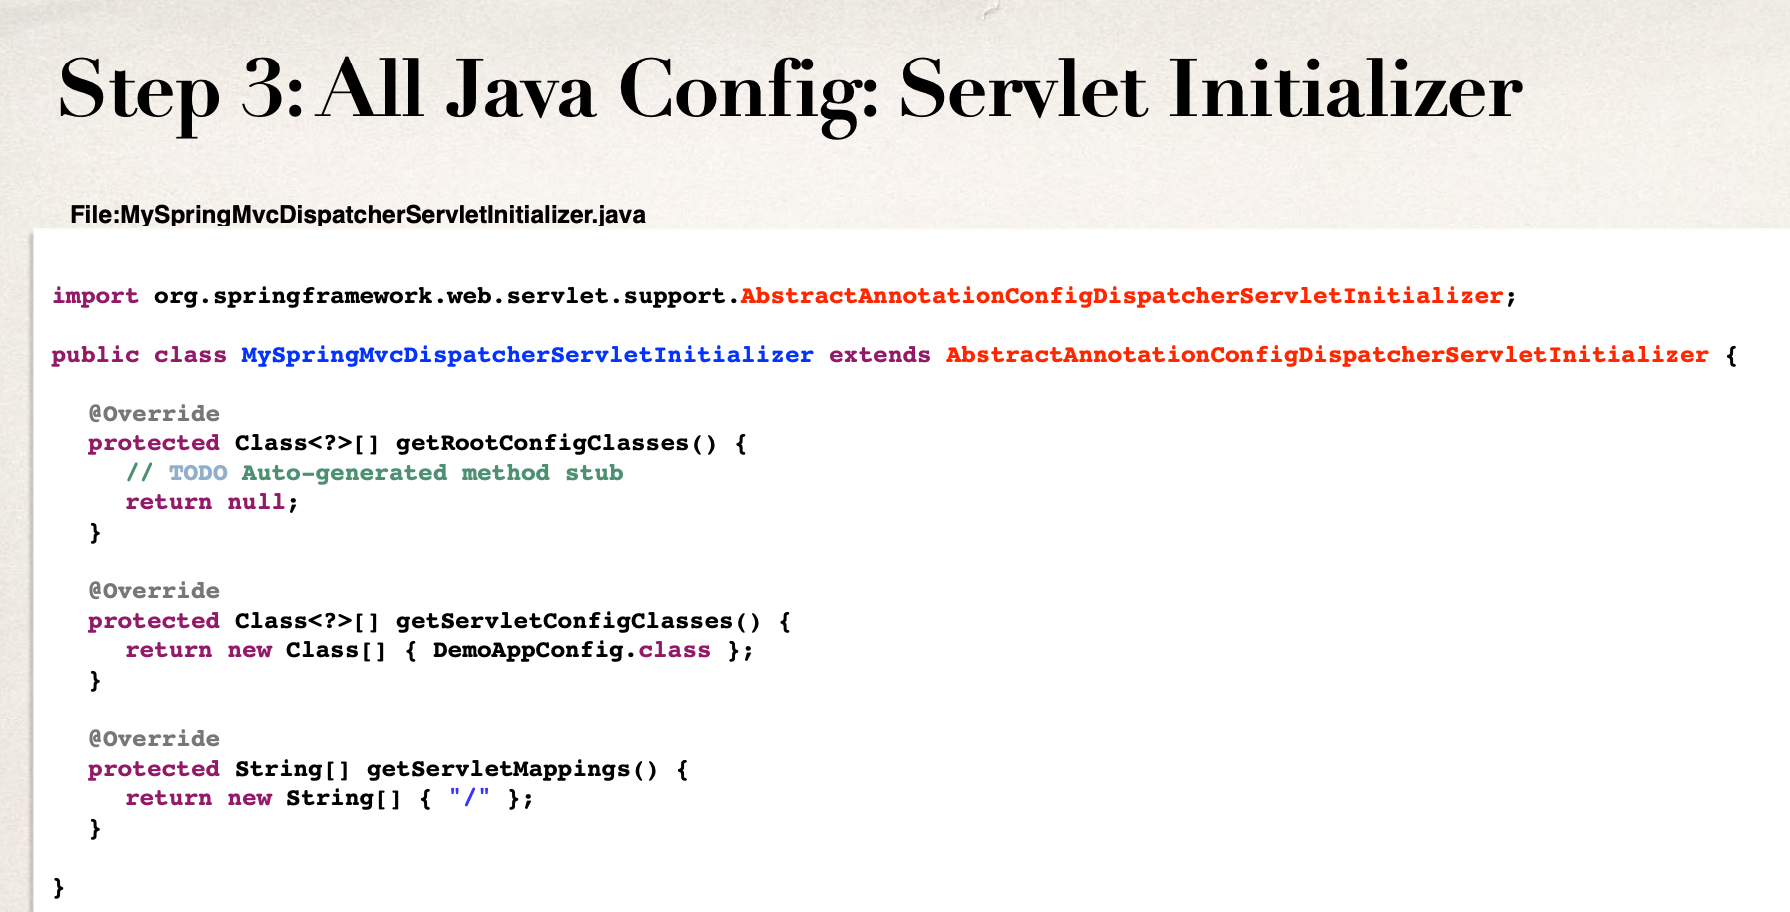 Step 3: All Java Config: Servlet Initializer
File:MySpringMvcDispatcherServletInitializer.java
import org.springframework.web.servlet.support.AbstractAnnotationConfigDispatcherServletInitializer;
public class MySpringMvcDispatcherServletInitializer extends AbstractAnnotationConfigDispatcherServletInitializer {
@Override
protected Class<?>[] getRootConfigClasses() {
// TODO Auto-generated method stub
return null;
}
@Override
protected Class<?>[] getServletConfigClasses() {
return new Class[] { DemoAppConfig.class };
}
@Override
protected String[] getServletMappings() {
return new String[] { "/" };
}
}